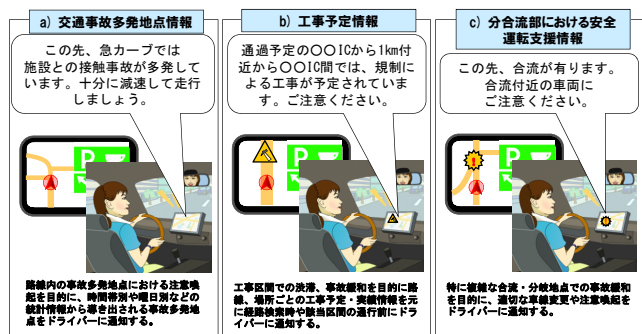 a) 交通事故多発地点情報
この先、急カーブでは
施設との接触事故が多発して
います。十分に減速して走行
しましょう。
P
路線内の事故多発地点における注意喚
起を目的に、時間帯別や曜日別などの
統計情報から導き出される事故多発地
点をドライバーに通知する。
b) 工事予定情報
通過予定の〇〇ICから1km付
近から〇〇IC間では、規制に
よる工事が予定されていま
す。ご注意ください。
P
工事区間での渋滞、事故緩和を目的に路
線、場所ごとの工事予定・実績情報を元
に経路検索時や該当区間の通行前にドラ
イバーに通知する。
c) 分合流部における安全
運転支援情報
この先、合流が有ります。
合流付近の車両に
ご注意ください。
P
特に複雑な合流・分岐地点での事故緩和
を目的に、適切な車線変更や注意喚起を
ドライバーに通知する。